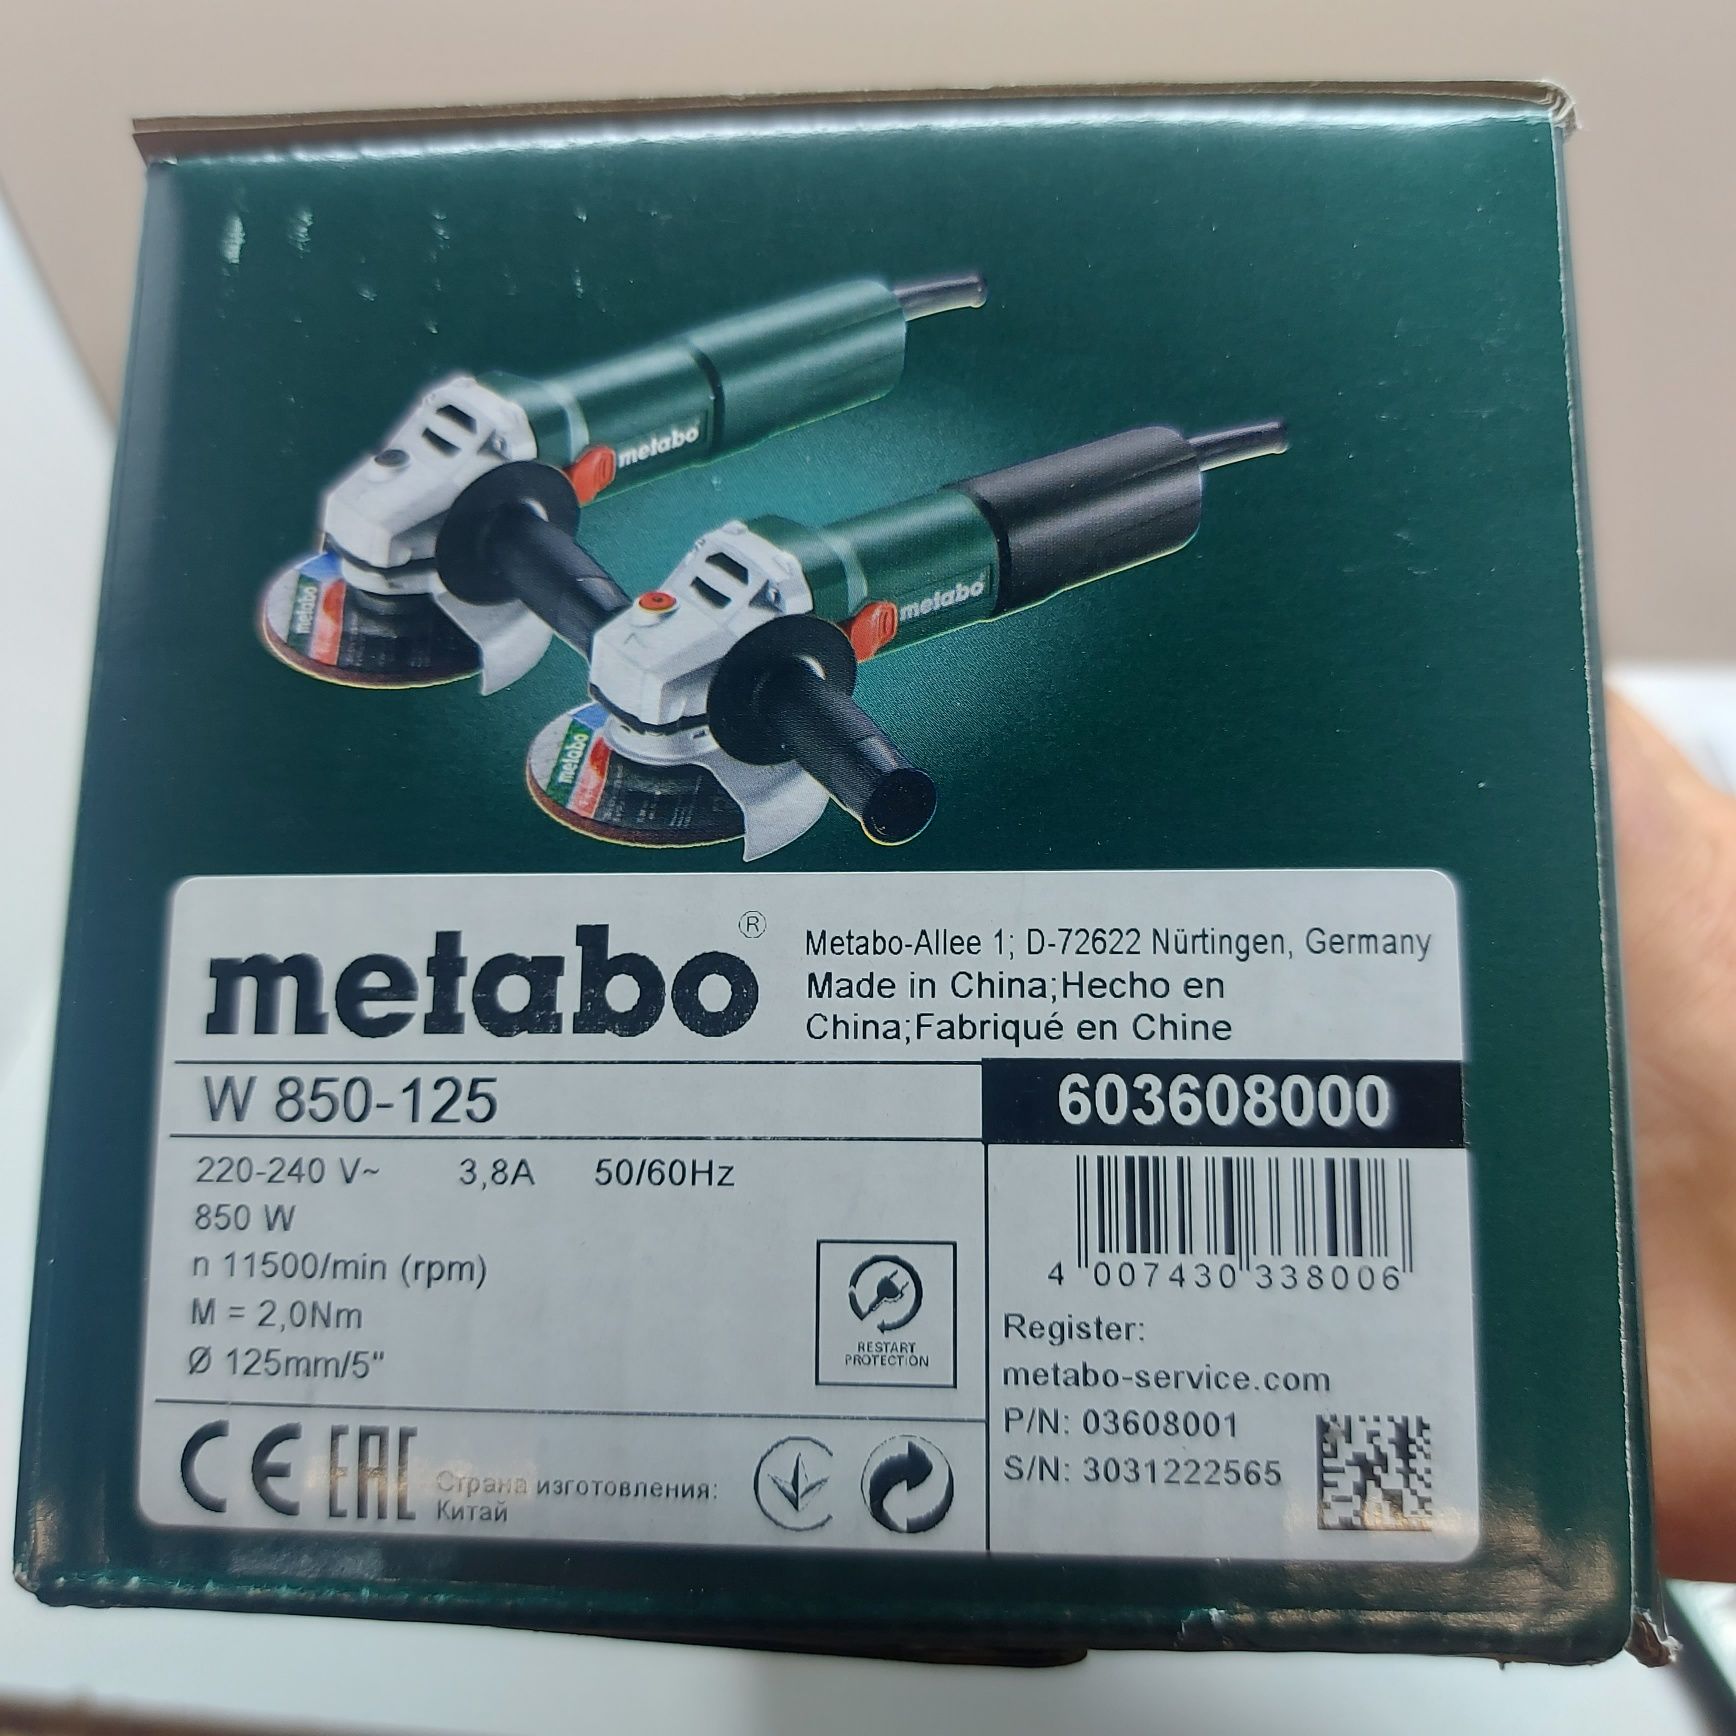 metabo
metabo
metabo
metabo
metabo®
Metabo-Allee 1; D-72622 Nürtingen, Germany
Made in China;Hecho en
China;Fabriqué en Chine
W 850-125
603608000
220-240 V~ 3,8A 50/60Hz
850 W
n 11500/min (rpm)
M = 2,0Nm
Ø 125mm/5"
RESTART
PROTECTION
4 007430 338006
Register:
metabo-service.com
P/N: 03608001
S/N: 3031222565
CE EAC Страна изготовления:
Китай